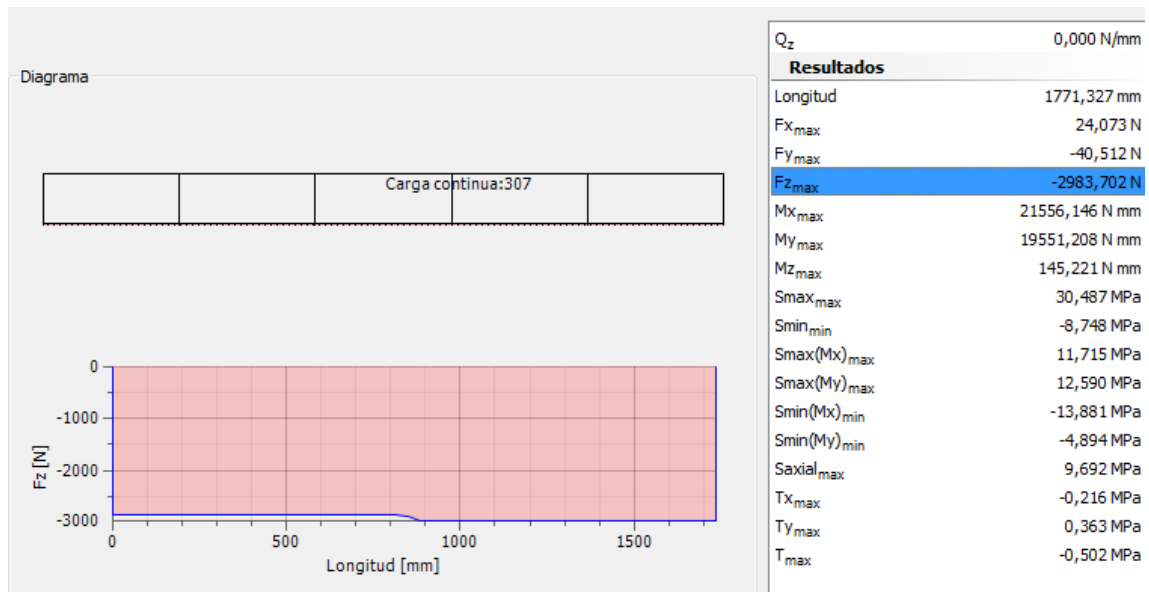 Diagrama
Carga continua:307
0
-1000
-2000
-3000
Fz [N]
0 500 1000 1500
Longitud [mm]
Qz 0,000 N/mm
Resultados
Longitud 1771,327 mm
Fxmax 24,073 N
Fymax -40,512 N
Fzmax -2983,702 N
Mxmax 21556,146 N mm
Mymax 19551,208 N mm
Mzmax 145,221 N mm
Smaxmax 30,487 MPa
Sminmin -8,748 MPa
Smax(Mx)max 11,715 MPa
Smax(My)max 12,590 MPa
Smin(Mx)min -13,881 MPa
Smin(My)min -4,894 MPa
Saxialmax 9,692 MPa
Txmax -0,216 MPa
Tymax 0,363 MPa
Tmax -0,502 MPa